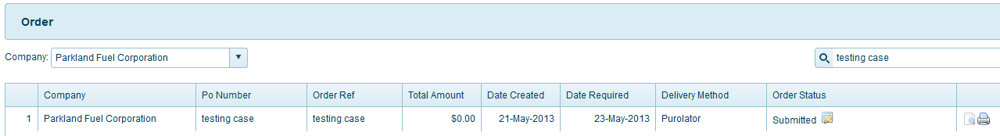 Order
Company: Parkland Fuel Corporation testing case
Company Po Number Order Ref Total Amount Date Created Date Required Delivery Method Order Status
1 Parkland Fuel Corporation testing case testing case $0.00 21-May-2013 23-May-2013 Purolator Submitted